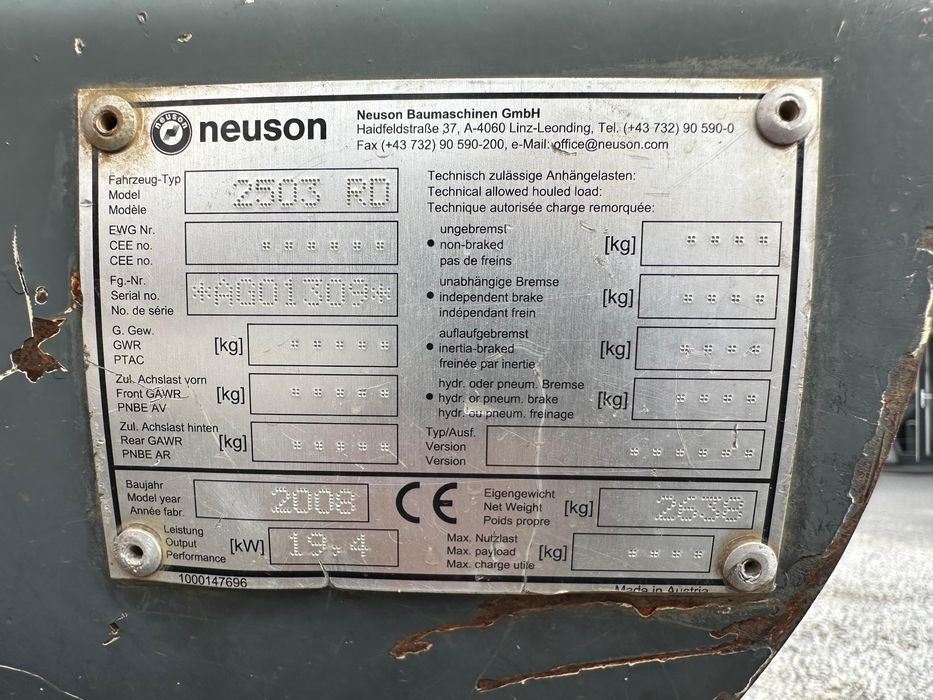 neuson
neuson
Neuson Baumaschinen GmbH
Haidfeldstraße 37, A-4060 Linz-Leonding, Tel. (+43 732) 90 590-0
Fax (+43 732) 90 590-200, e-Mail: office@neuson.com
Fahrzeug-Typ
Model
Modèle
2503 RD
EWG Nr.
CEE no.
CEE no.
Fg.-Nr.
Serial no.
No. de série
*AG01309*
G. Gew.
GWR
PTAC
[kg]
Zul. Achslast vorn
Front GAWR
PNBE AV
[kg]
Zul. Achslast hinten
Rear GAWR
PNBE AR
[kg]
Technisch zulässige Anhängelasten:
Technical allowed houled load:
Technique autorisée charge remorquée:
ungebremst
• non-braked
pas de freins
[kg]
unabhängige Bremse
• independent brake
indépendant frein
[kg]
auflaufgebremst
• inertia-braked
freinée par inertie
[kg]
hydr. oder pneum. Bremse
• hydr. or pneum. brake
hydr. ou pneum. freinage
[kg]
Typ/Ausf.
Version
Version
Baujahr
Model year
Année fabr.
2008
CE
Eigengewicht
Net Weight
Poids propre
[kg]
2638
Leistung
Output
Performance
[kW]
19,4
Max. Nutzlast
Max. payload
Max. charge utile
[kg]
1000147696
Made in Austria